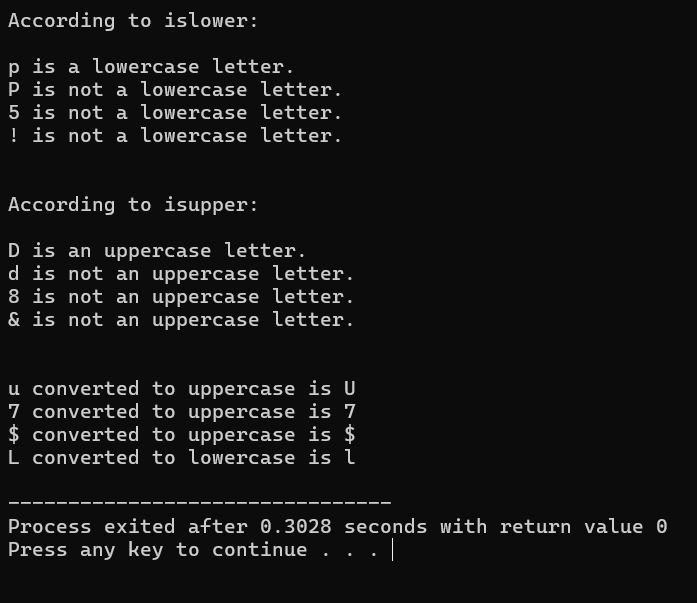 According to islower:
p is a lowercase letter.
P is not a lowercase letter.
5 is not a lowercase letter.
! is not a lowercase letter.
According to isupper:
D is an uppercase letter.
d is not an uppercase letter.
8 is not an uppercase letter.
& is not an uppercase letter.
u converted to uppercase is U
7 converted to uppercase is 7
$ converted to uppercase is $
L converted to lowercase is l
--------------------------------
Process exited after 0.3028 seconds with return value 0
Press any key to continue . . .